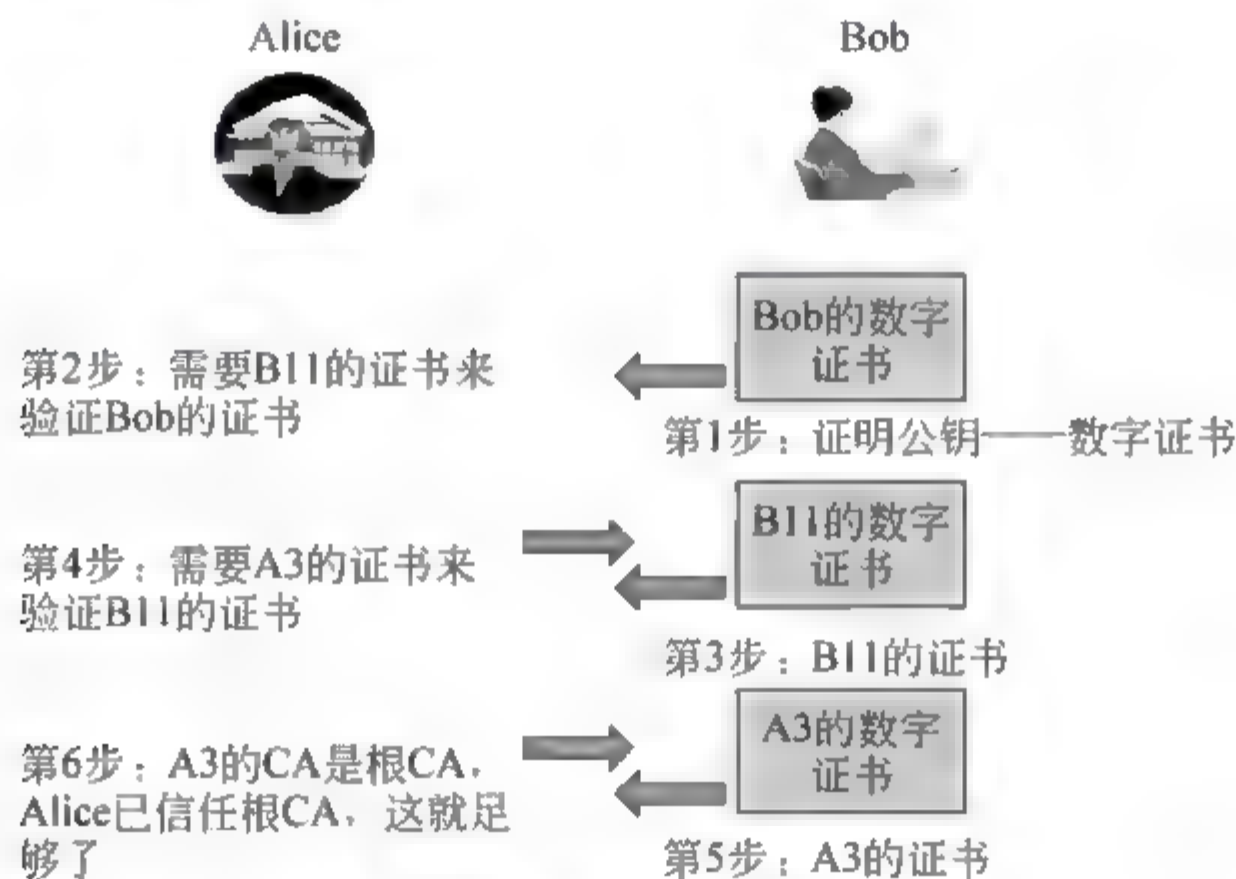 Alice
Bob
Bob的数字
证书
第1步：证明公钥——数字证书
第2步：需要B11的证书来
验证Bob的证书
B11的数字
证书
第3步：B11的证书
第4步：需要A3的证书来
验证B11的证书
A3的数字
证书
第5步：A3的证书
第6步：A3的CA是根CA，
Alice已信任根CA，这就足
够了